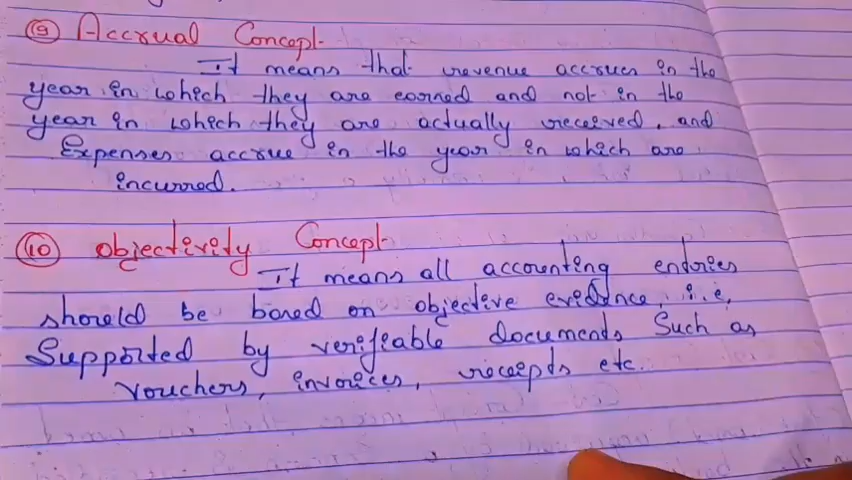 ⑨ Accrual Concept-
It means that revenue accrues in the
year in which they are earned and not in the
year in which they are actually received. and
Expenses accrue in the year in which are
incurred.
⑩ objectivity Concept-
It means all accounting entries
should be based on objective evidence, i.e.
Supported by verifiable documents Such as
vouchers, invoices, receipts etc.